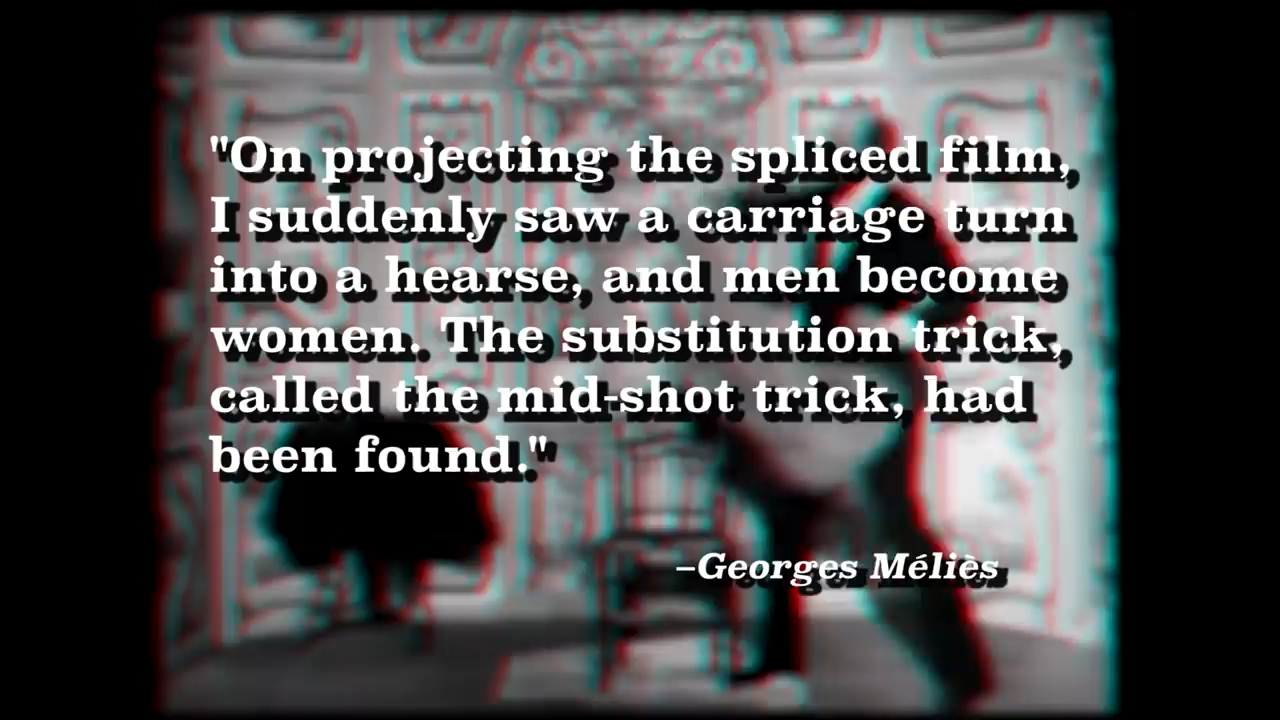 "On projecting the spliced film,
I suddenly saw a carriage turn
into a hearse, and men become
women. The substitution trick,
called the mid-shot trick, had
been found."
–Georges Méliès